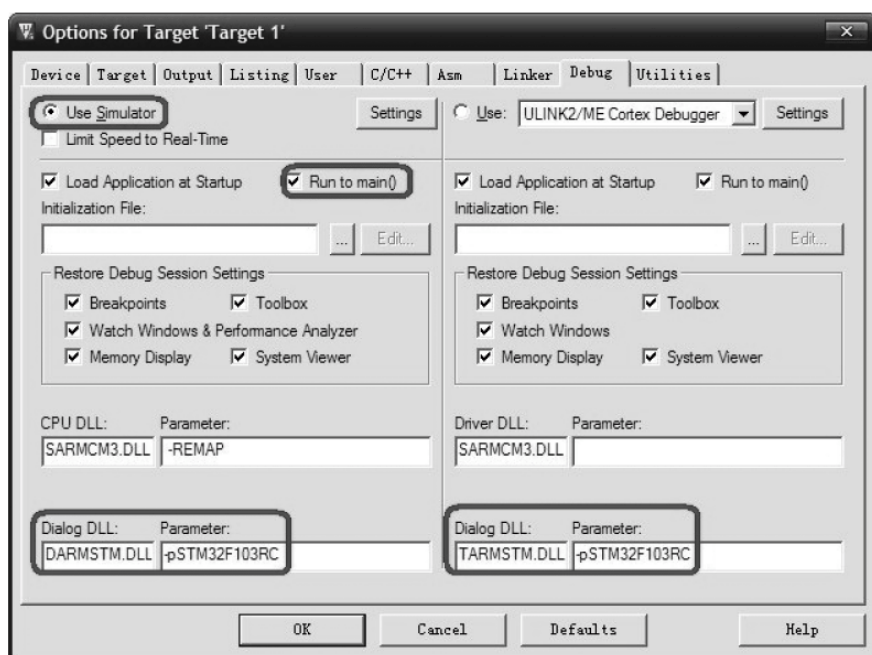 Options for Target 'Target 1'
Device Target Output Listing User C/C++ Asm Linker Debug Utilities
Use Simulator Settings
Limit Speed to Real-Time
Use: ULINK2/ME Cortex Debugger Settings
Load Application at Startup Run to main()
Initialization File:
... Edit...
Restore Debug Session Settings
Breakpoints Toolbox
Watch Windows & Performance Analyzer
Memory Display System Viewer
CPU DLL: Parameter:
SARMCM3.DLL -REMAP
Dialog DLL: Parameter:
DARMSTM.DLL -pSTM32F103RC
Load Application at Startup Run to main()
Initialization File:
... Edit...
Restore Debug Session Settings
Breakpoints Toolbox
Watch Windows
Memory Display System Viewer
Driver DLL: Parameter:
SARMCM3.DLL
Dialog DLL: Parameter:
TARMSTM.DLL -pSTM32F103RC
OK Cancel Defaults Help